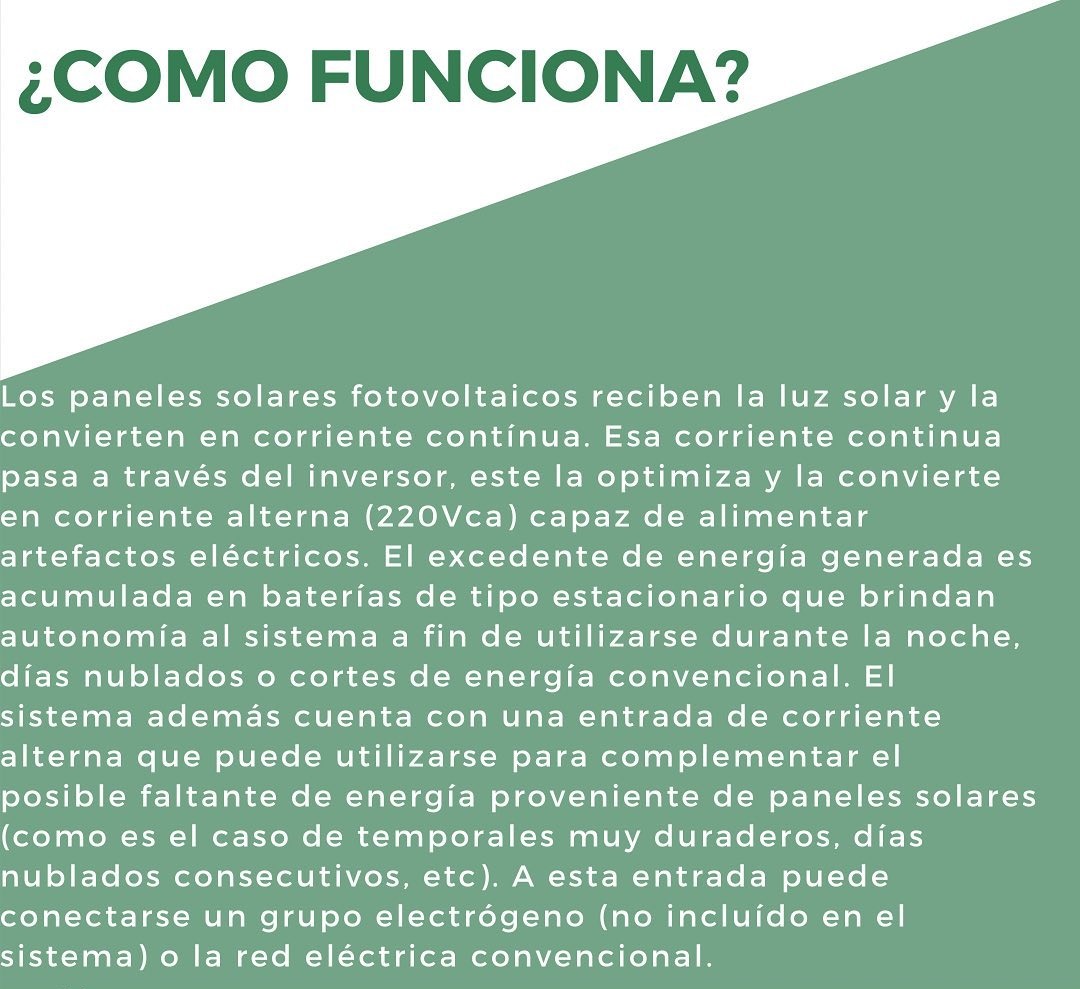 ¿COMO FUNCIONA?
Los paneles solares fotovoltaicos reciben la luz solar y la
convierten en corriente contínua. Esa corriente continua
pasa a través del inversor, este la optimiza y la convierte
en corriente alterna (220Vca) capaz de alimentar
artefactos eléctricos. El excedente de energía generada es
acumulada en baterías de tipo estacionario que brindan
autonomía al sistema a fin de utilizarse durante la noche,
días nublados o cortes de energía convencional. El
sistema además cuenta con una entrada de corriente
alterna que puede utilizarse para complementar el
posible faltante de energía proveniente de paneles solares
(como es el caso de temporales muy duraderos, días
nublados consecutivos, etc). A esta entrada puede
conectarse un grupo electrógeno (no incluído en el
sistema) o la red eléctrica convencional.